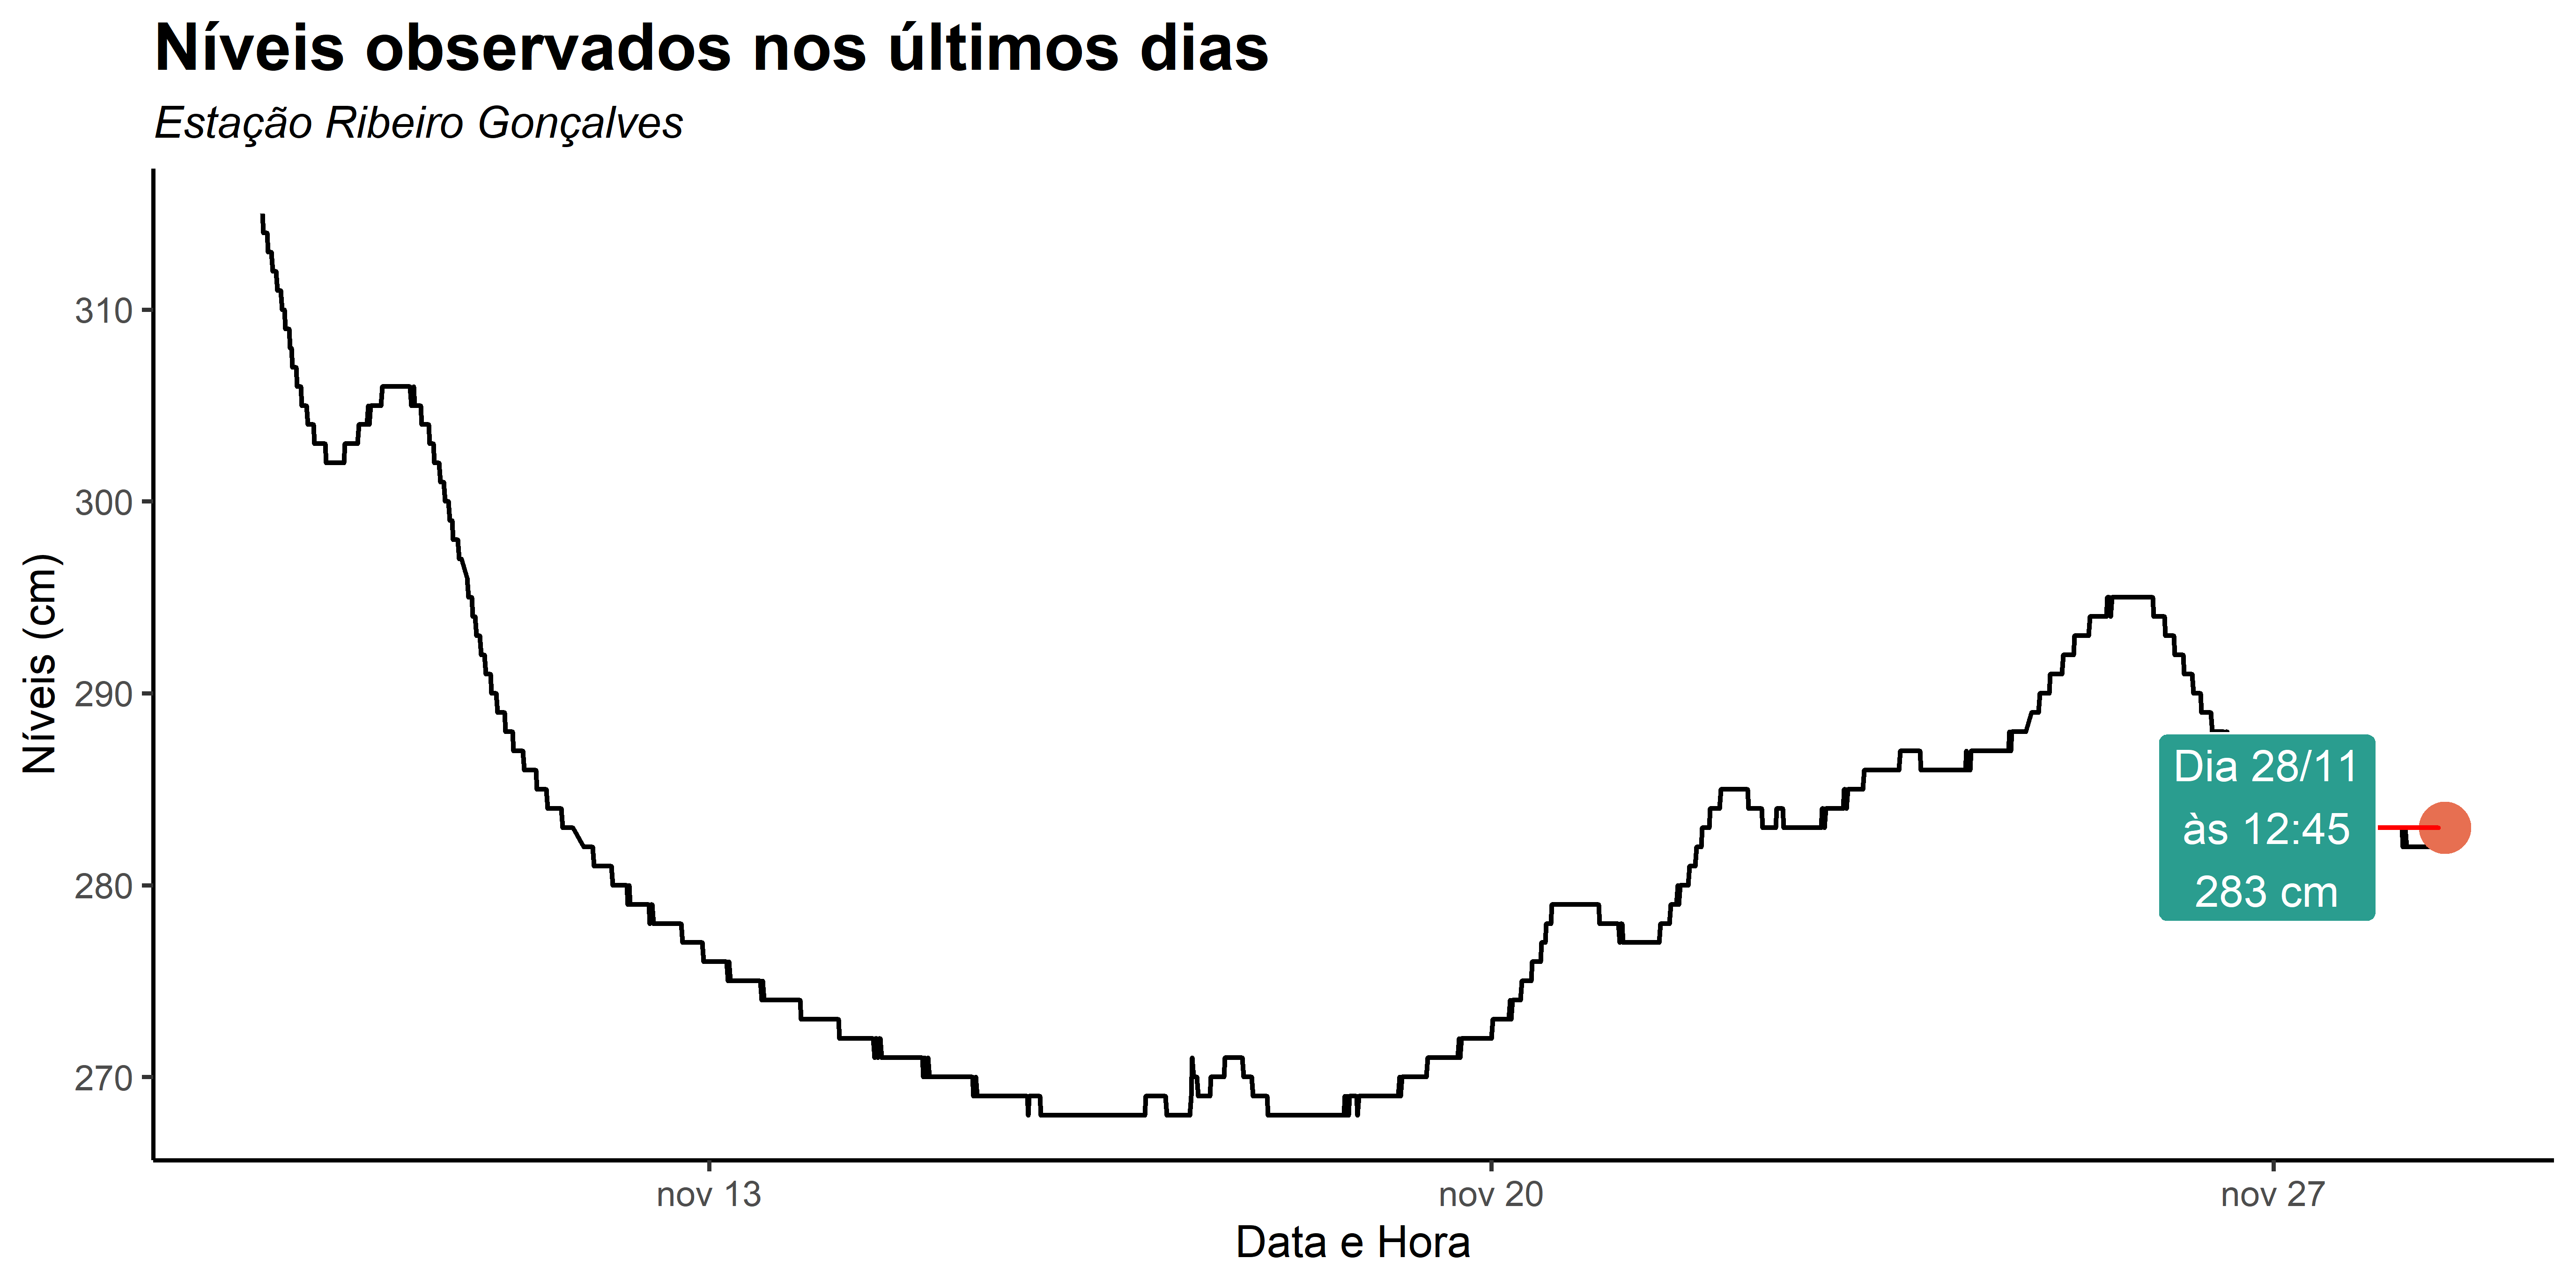 Níveis observados nos últimos dias
Estação Ribeiro Gonçalves
Níveis (cm)
310
300
290
280
270
Dia 28/11
às 12:45
283 cm
nov 13
nov 20
nov 27
Data e Hora